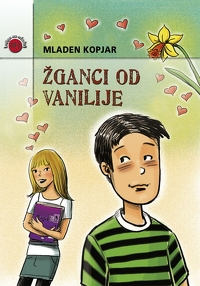 MLADEN KOPJAR
ŽGANCI OD
VANILIJE